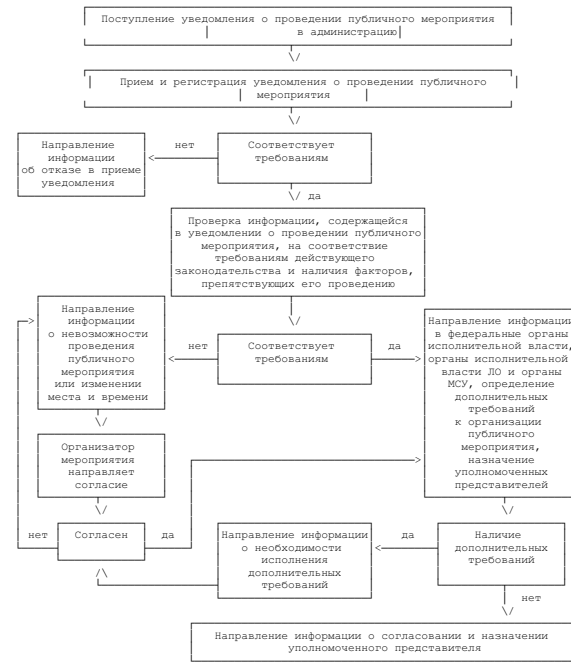 Поступление уведомления о проведении публичного мероприятия
в администрацию
Прием и регистрация уведомления о проведении публичного
мероприятия
Направление
информации
об отказе в приеме
уведомления
нет
Соответствует
требованиям
да
Проверка информации, содержащейся
в уведомлении о проведении публичного
мероприятия, на соответствие
требованиям действующего
законодательства и наличия факторов,
препятствующих его проведению
Направление
информации
о невозможности
проведения
публичного
мероприятия
или изменении
места и времени
нет
Соответствует
требованиям
да
Направление информации
в федеральные органы
исполнительной власти,
органы исполнительной
власти ЛО и органы
МСУ, определение
дополнительных
требований
к организации
публичного
мероприятия,
назначение
уполномоченных
представителей
Организатор
мероприятия
направляет
согласие
нет
Согласен
да
Направление информации
о необходимости
исполнения
дополнительных
требований
да
Наличие
дополнительных
требований
нет
Направление информации о согласовании и назначении
уполномоченного представителя